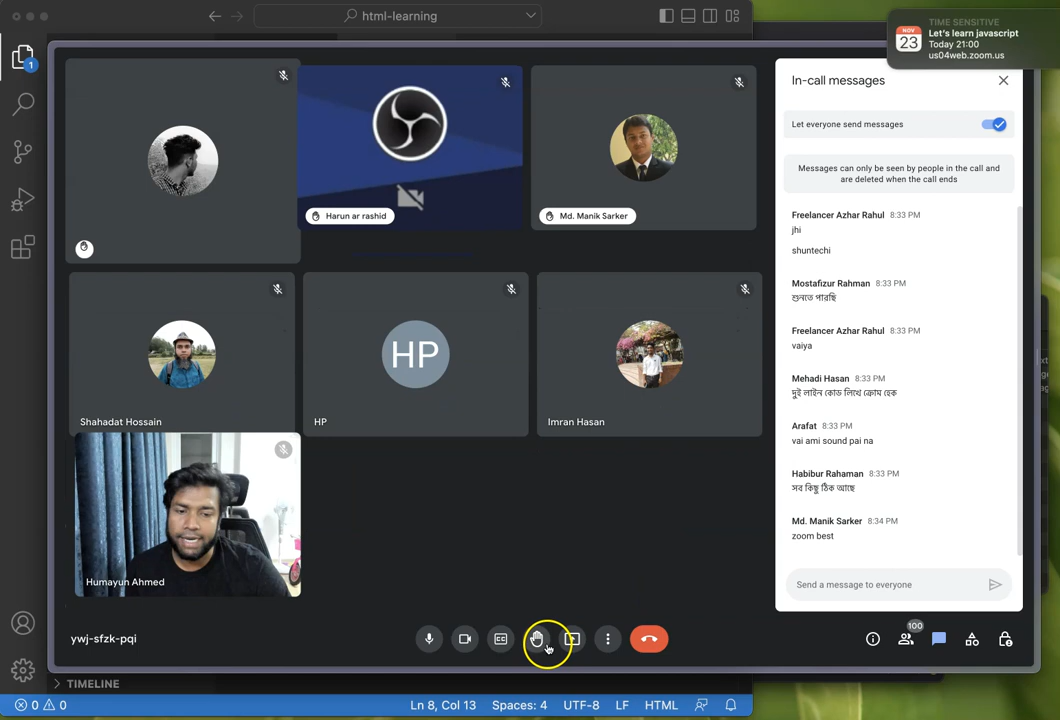 html-learning
TIME SENSITIVE
NOV
23
Let's learn javascript
Today 21:00
us04web.zoom.us
1
In-call messages
Let everyone send messages
Messages can only be seen by people in the call and
are deleted when the call ends
Freelancer Azhar Rahul 8:33 PM
jhi
shuntechi
Mostafizur Rahman 8:33 PM
শুনতে পারছি
Freelancer Azhar Rahul 8:33 PM
vaiya
Mehadi Hasan 8:33 PM
দুই লাইন কোড লিখে ক্রোম হেক
Arafat 8:33 PM
vai ami sound pai na
Habibur Rahaman 8:33 PM
সব কিছু ঠিক আছে
Md. Manik Sarker 8:34 PM
zoom best
Send a message to everyone
Harun ar rashid
Md. Manik Sarker
Shahadat Hossain
HP
HP
Imran Hasan
Humayun Ahmed
ywj-sfzk-pqi
CC
100
TIMELINE
0 0
Ln 8, Col 13
Spaces: 4
UTF-8
LF
HTML